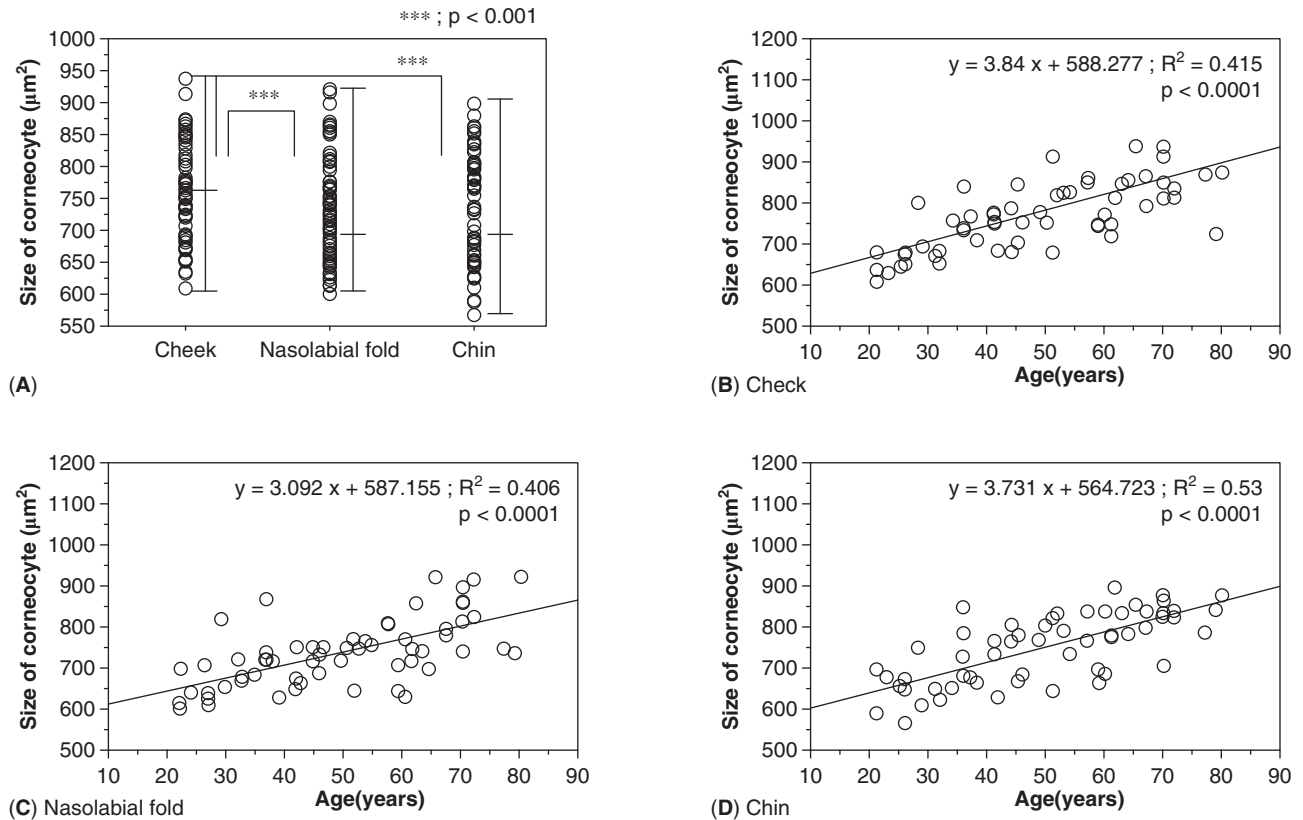 *** ; p < 0.001
1000
950
900
850
800
750
700
650
600
550
Size of corneocyte (μm²)
***
***
Cheek Nasolabial fold Chin
(A)
1200
1100
1000
900
800
700
600
500
Size of corneocyte (μm²)
y = 3.84 x + 588.277 ; R² = 0.415
p < 0.0001
10 20 30 40 50 60 70 80 90
Age(years)
(B) Check
1200
1100
1000
900
800
700
600
500
Size of corneocyte (μm²)
y = 3.092 x + 587.155 ; R² = 0.406
p < 0.0001
10 20 30 40 50 60 70 80 90
Age(years)
(C) Nasolabial fold
1200
1100
1000
900
800
700
600
500
Size of corneocyte (μm²)
y = 3.731 x + 564.723 ; R² = 0.53
p < 0.0001
10 20 30 40 50 60 70 80 90
Age(years)
(D) Chin